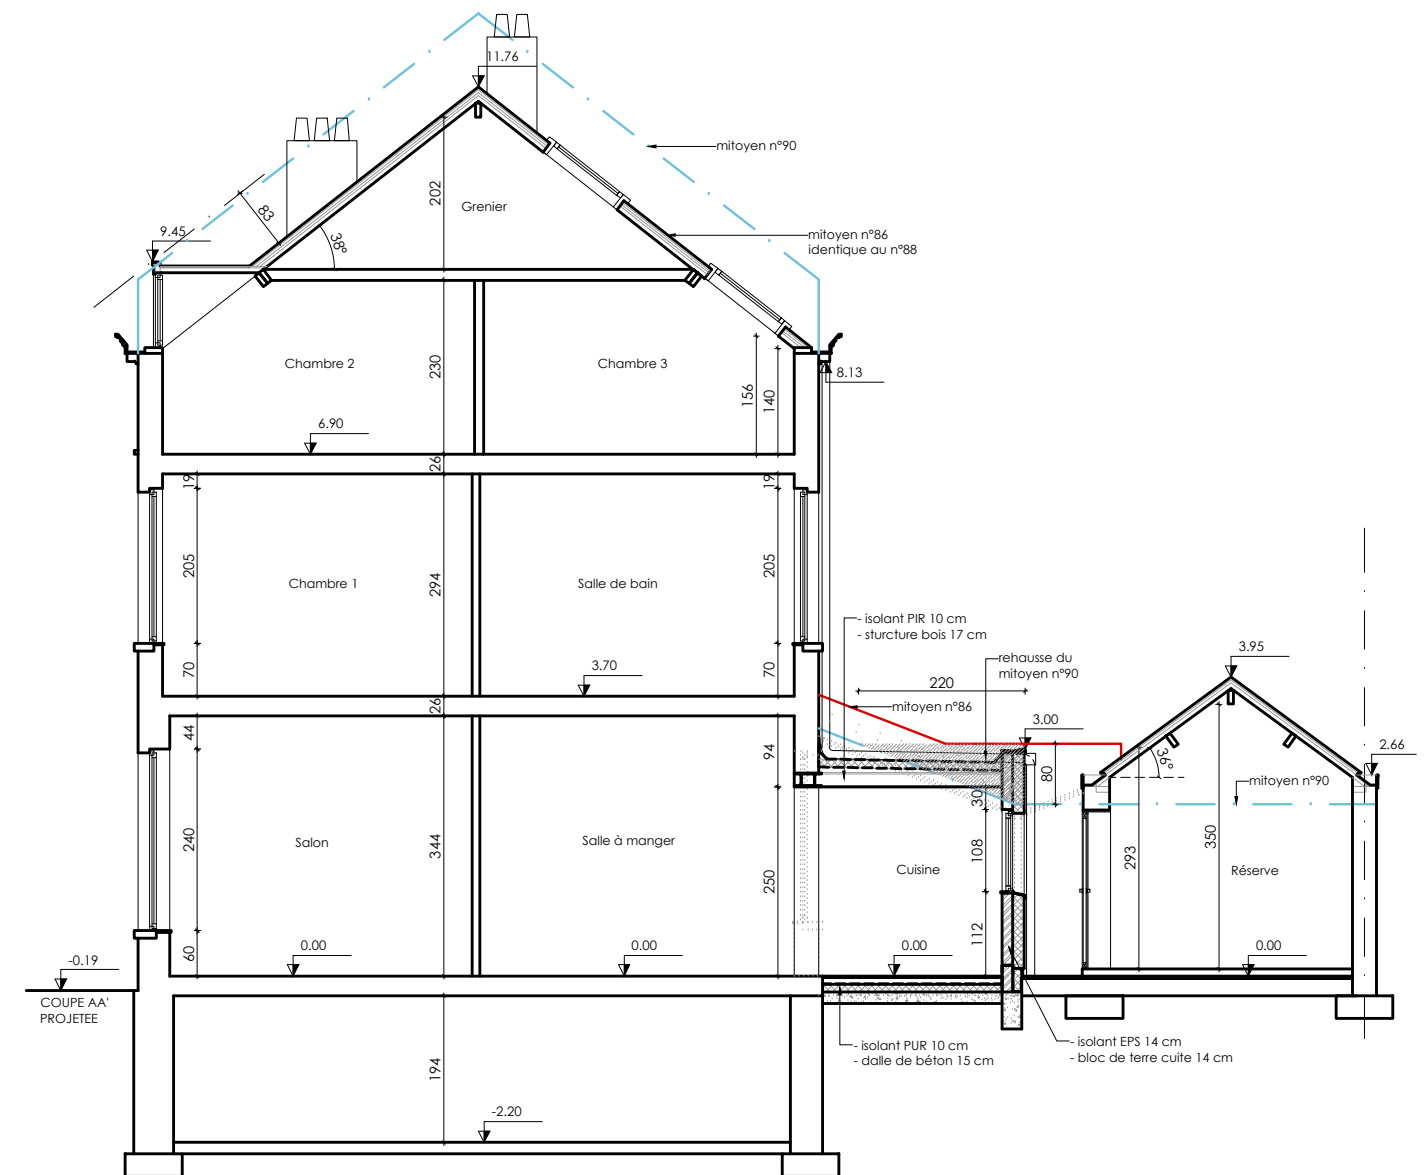 11.76
mitoyen n°90
202
Grenier
83
38°
9.45
mitoyen n°86
identique au n°88
Chambre 2
230
Chambre 3
156
140
8.13
6.90
26
19
19
205
Chambre 1
294
Salle de bain
205
- isolant PIR 10 cm
- sturcture bois 17 cm
rehausse du
mitoyen n°90
3.95
70
3.70
70
220
26
mitoyen n°86
3.00
44
94
2.66
80
36°
mitoyen n°90
30
240
Salon
344
Salle à manger
250
Cuisine
108
293
350
Réserve
60
0.00
0.00
0.00
112
0.00
-0.19
COUPE AA'
PROJETEE
- isolant PUR 10 cm
- dalle de béton 15 cm
- isolant EPS 14 cm
- bloc de terre cuite 14 cm
194
-2.20